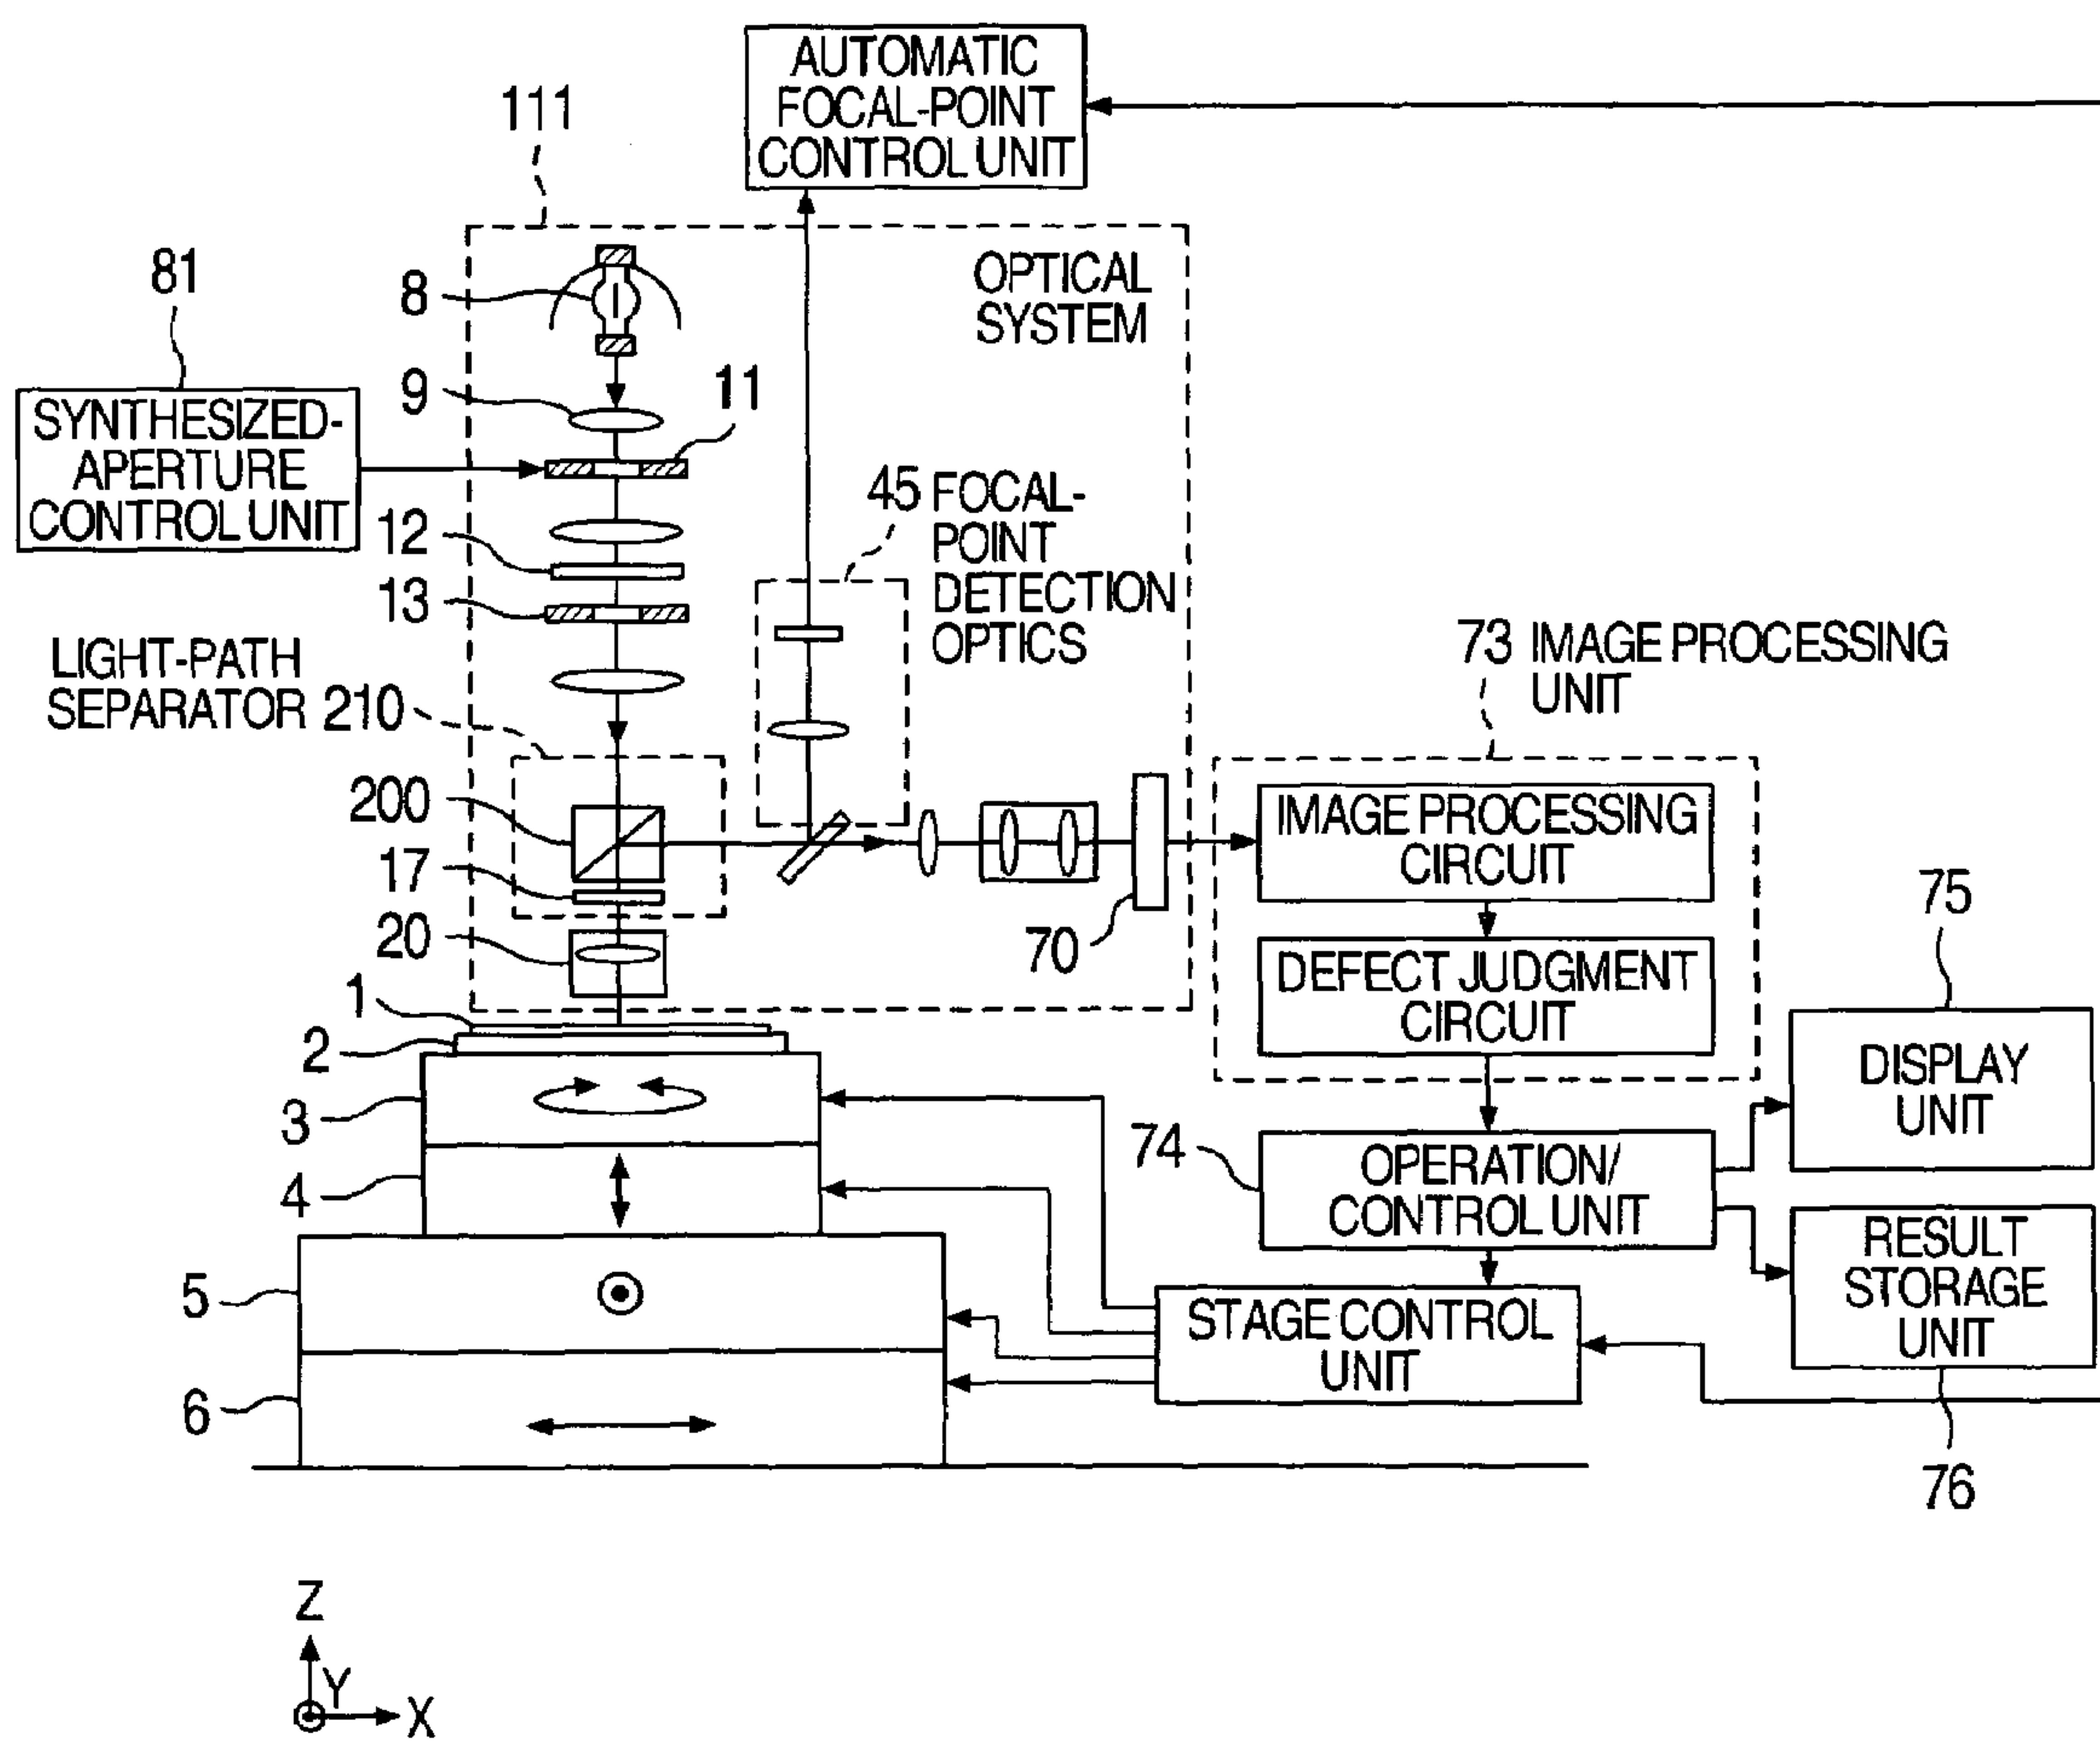 AUTOMATIC
FOCAL-POINT
CONTROL UNIT
111
OPTICAL
SYSTEM
81
8
9
11
SYNTHESIZED-
APERTURE
CONTROL UNIT
45 FOCAL-
POINT
DETECTION
OPTICS
12
13
LIGHT-PATH
SEPARATOR 210
73 IMAGE PROCESSING
UNIT
200
17
20
70
IMAGE PROCESSING
CIRCUIT
DEFECT JUDGMENT
CIRCUIT
75
DISPLAY
UNIT
1
2
3
4
5
6
74
OPERATION/
CONTROL UNIT
STAGE CONTROL
UNIT
RESULT
STORAGE
UNIT
76
Z
Y
X